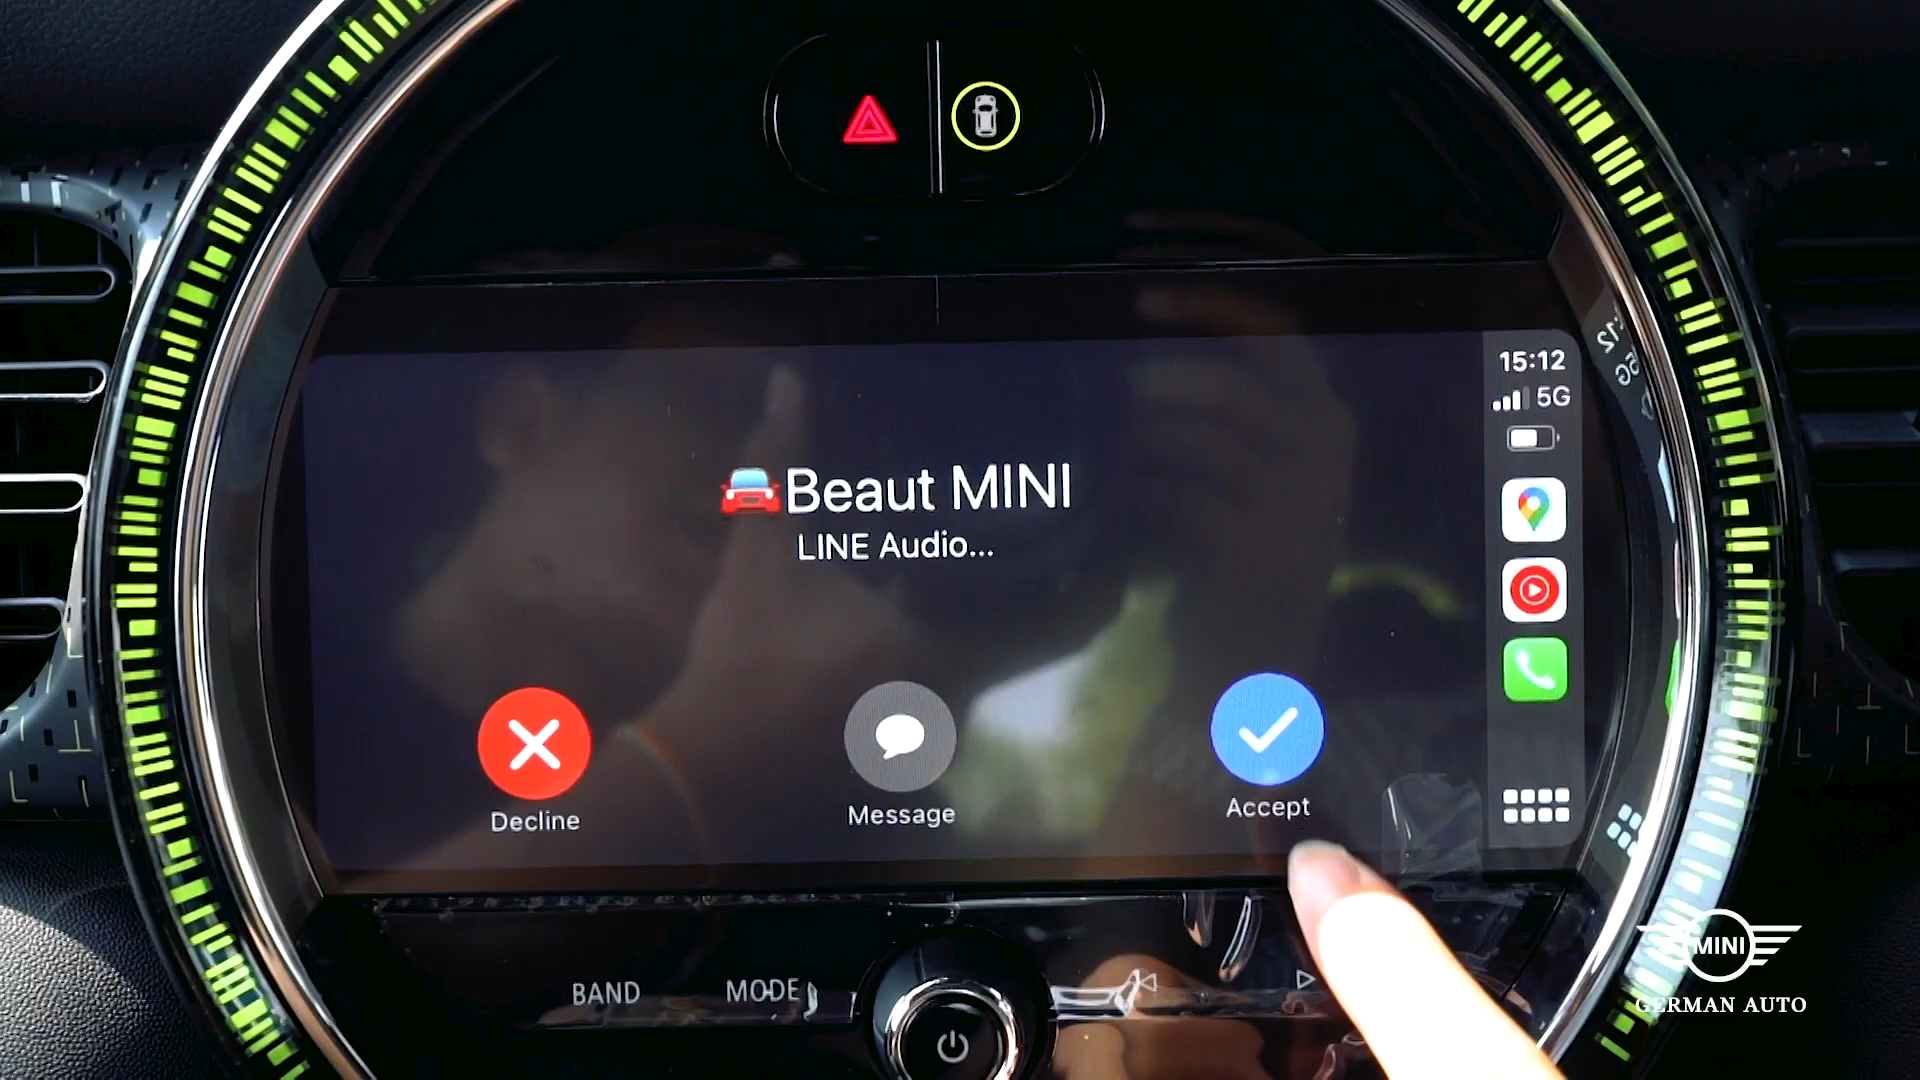 15:12
5G
🚘Beaut MINI
LINE Audio...
Decline
Message
Accept
BAND
MODE
MINI
GERMAN AUTO